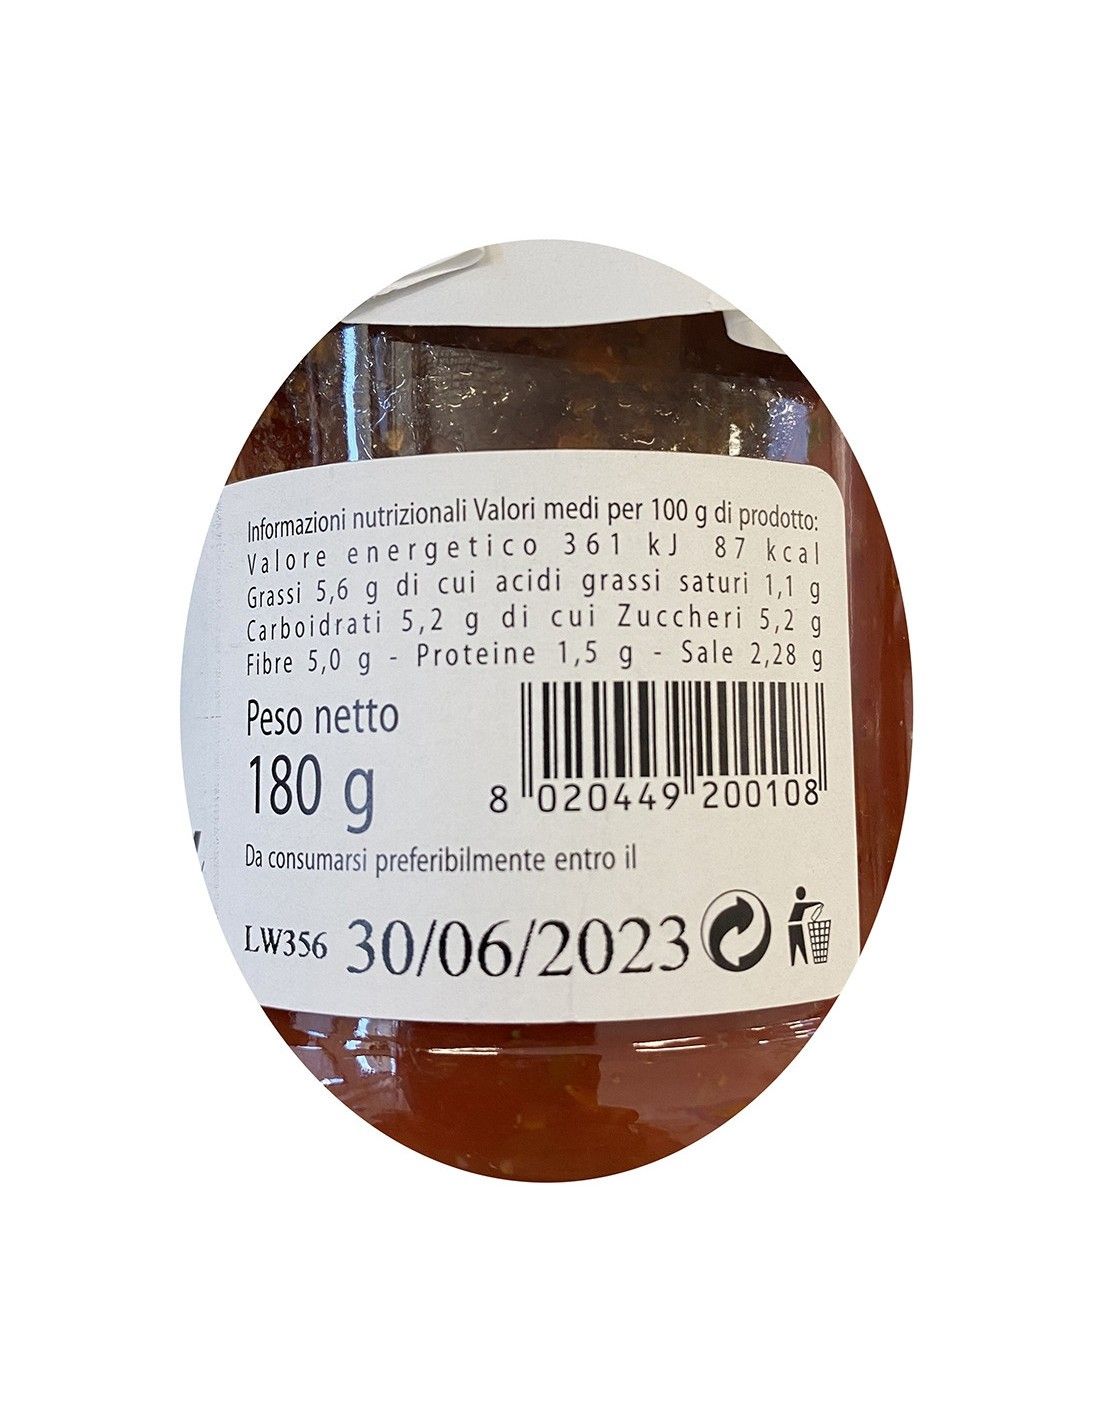 Informazioni nutrizionali Valori medi per 100 g di prodotto:
Valore energetico 361 kJ 87 kcal
Grassi 5,6 g di cui acidi grassi saturi 1,1 g
Carboidrati 5,2 g di cui Zuccheri 5,2 g
Fibre 5,0 g - Proteine 1,5 g - Sale 2,28 g
Peso netto
180 g
8 020449 200108
Da consumarsi preferibilmente entro il
LW356 30/06/2023